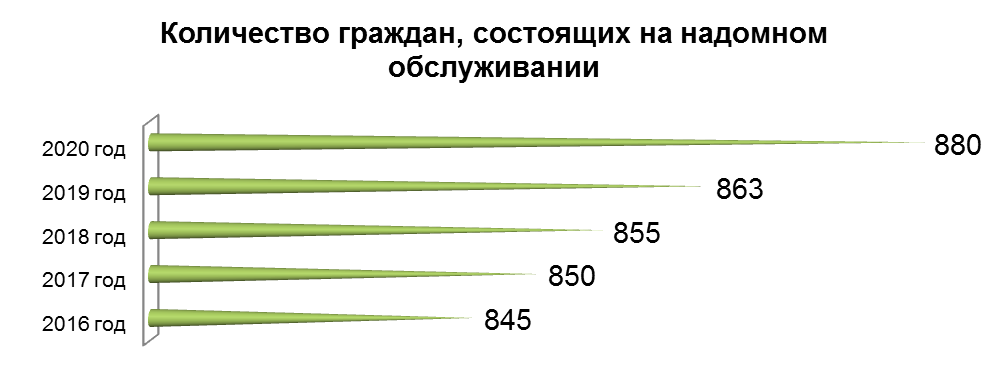 Количество граждан, состоящих на надомном
обслуживании
2020 год 880
2019 год 863
2018 год 855
2017 год 850
2016 год 845